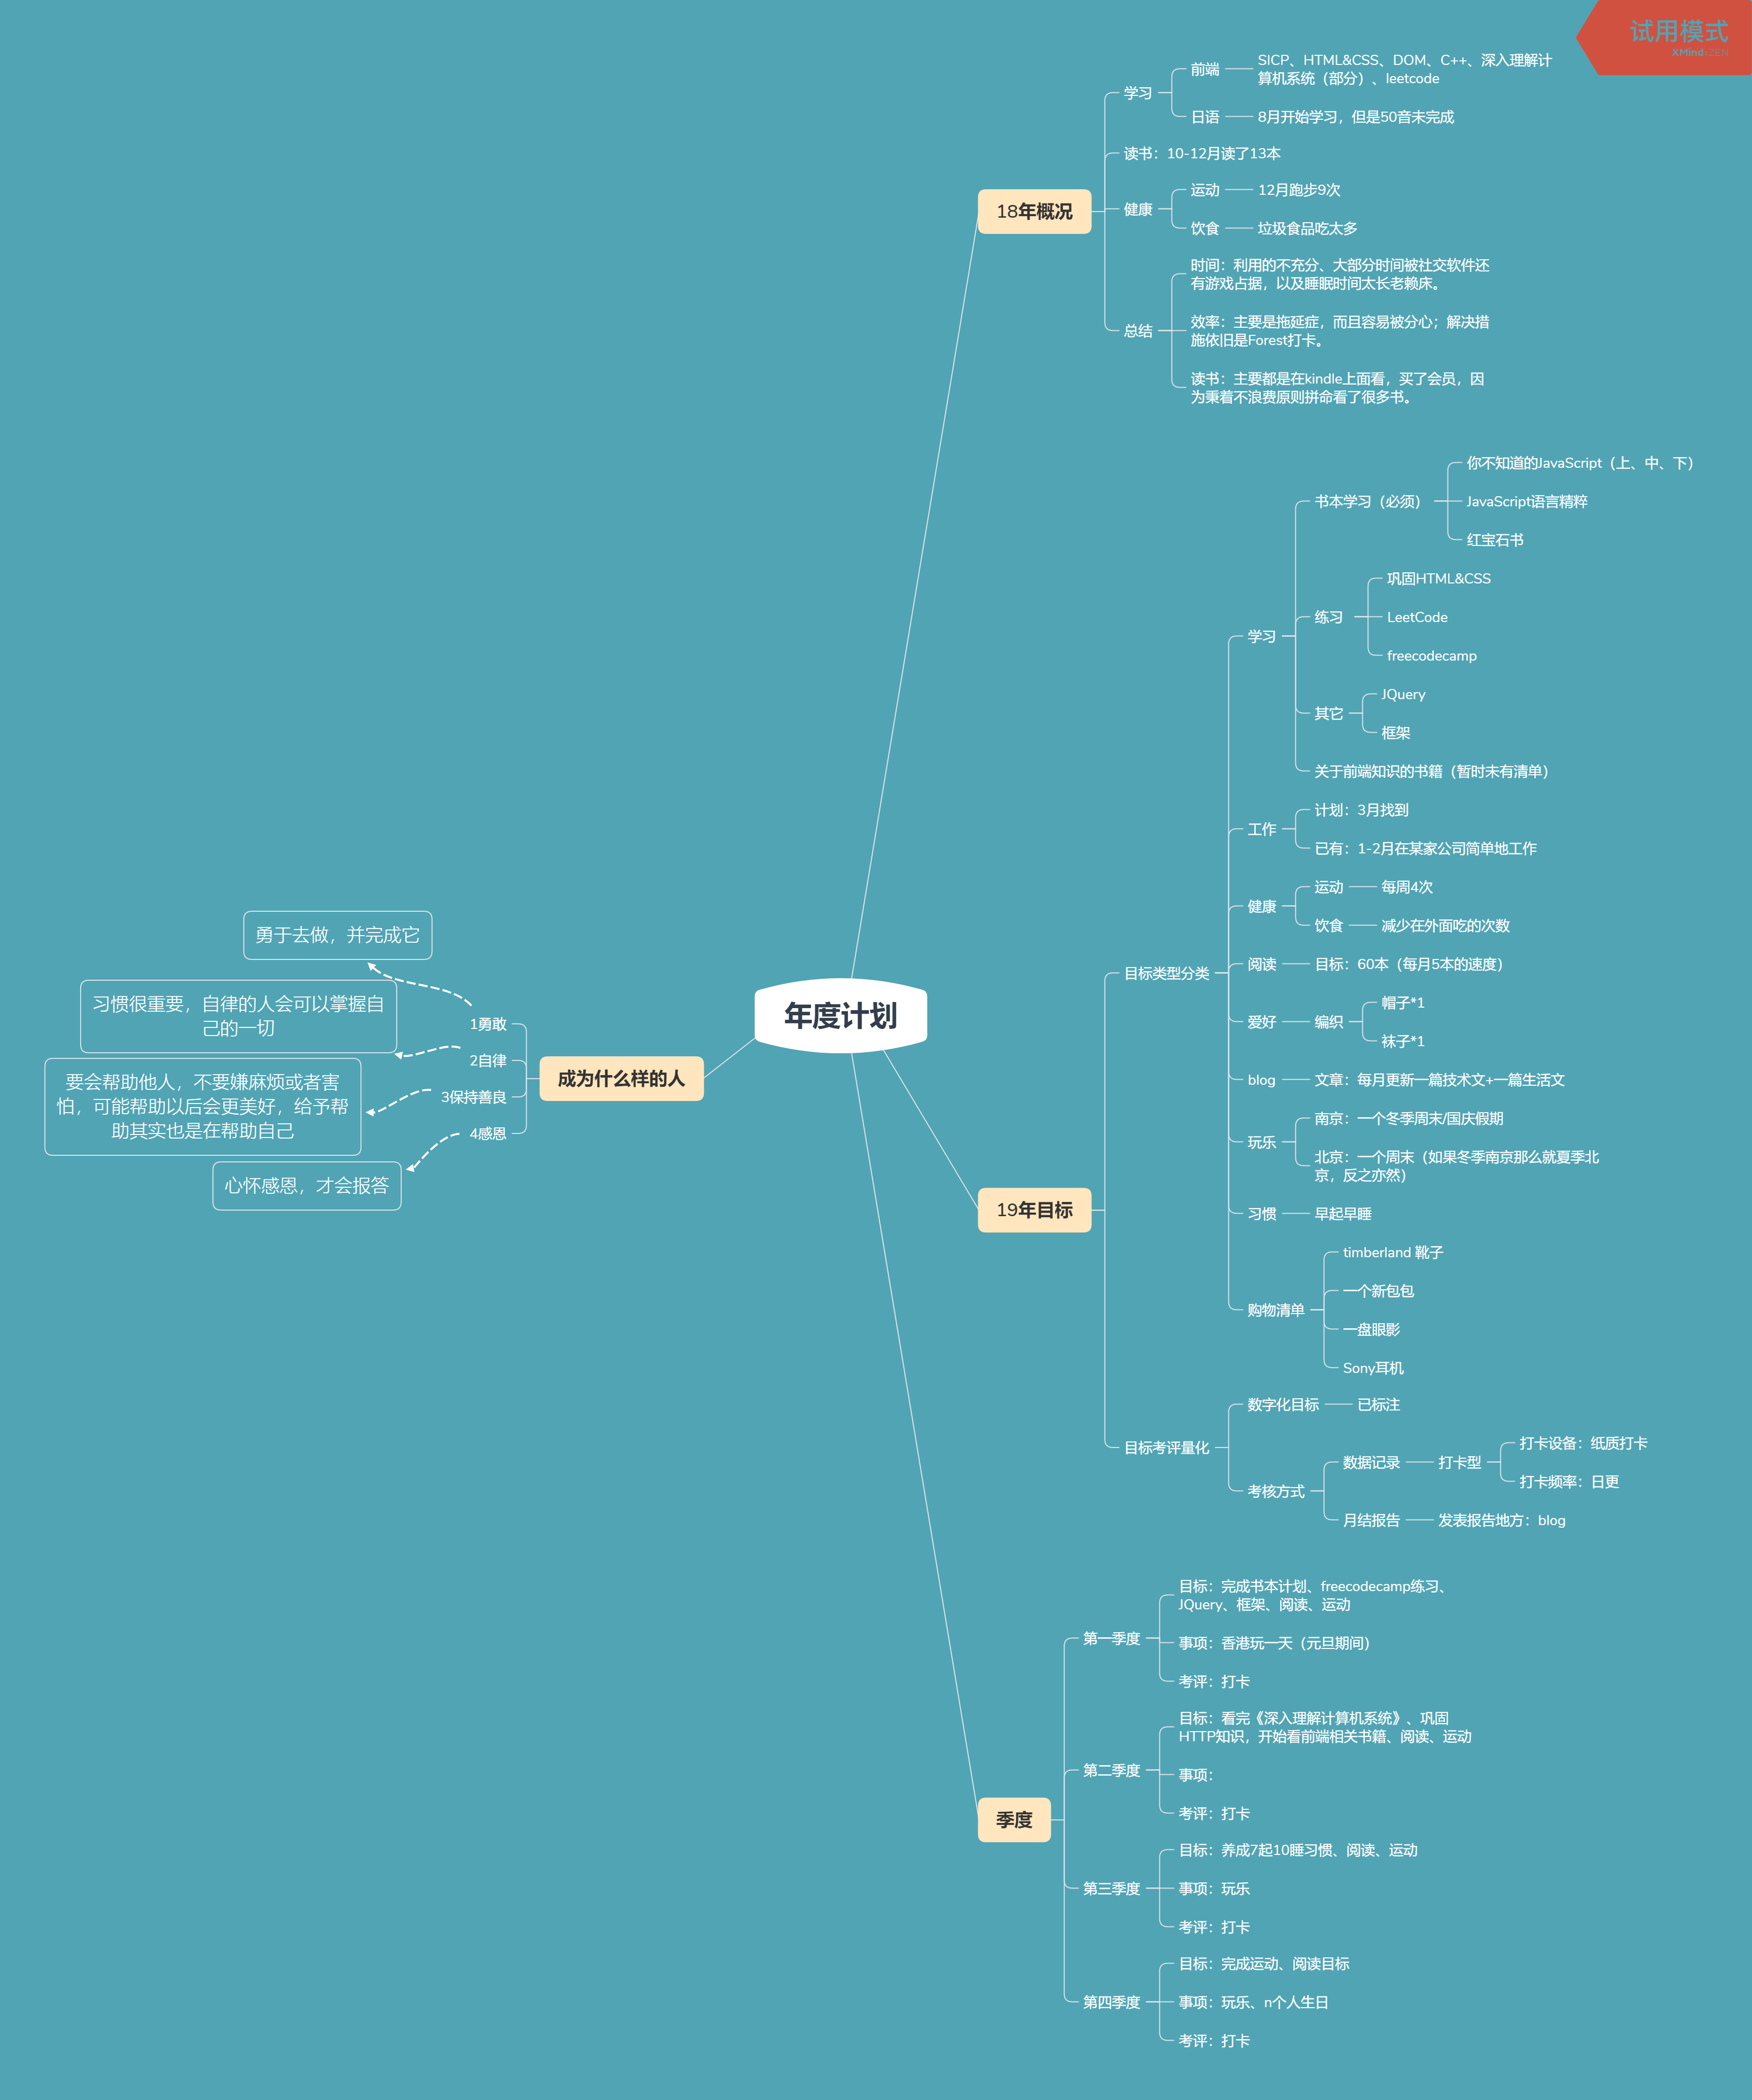 试用模式
XMind:ZEN
年度计划
18年概况
学习
前端
SICP、HTML&CSS、DOM、C++、深入理解计
算机系统（部分）、leetcode
日语
8月开始学习，但是50音未完成
读书：10-12月读了13本
健康
运动
12月跑步9次
饮食
垃圾食品吃太多
总结
时间：利用的不充分、大部分时间被社交软件还
有游戏占据，以及睡眠时间太长老赖床。
效率：主要是拖延症，而且容易被分心；解决措
施依旧是Forest打卡。
读书：主要都是在kindle上面看，买了会员，因
为秉着不浪费原则拼命看了很多书。
19年目标
目标类型分类
学习
书本学习（必须）
你不知道的JavaScript（上、中、下）
JavaScript语言精粹
红宝石书
练习
巩固HTML&CSS
LeetCode
freecodecamp
其它
JQuery
框架
关于前端知识的书籍（暂时未有清单）
工作
计划：3月找到
已有：1-2月在某家公司简单地工作
健康
运动
每周4次
饮食
减少在外面吃的次数
阅读
目标：60本（每月5本的速度）
爱好
编织
帽子*1
袜子*1
blog
文章：每月更新一篇技术文+一篇生活文
玩乐
南京：一个冬季周末/国庆假期
北京：一个周末（如果冬季南京那么就夏季北
京，反之亦然）
习惯
早起早睡
购物清单
timberland 靴子
一个新包包
一盘眼影
Sony耳机
目标考评量化
数字化目标
已标注
考核方式
数据记录
打卡型
打卡设备：纸质打卡
打卡频率：日更
月结报告
发表报告地方：blog
季度
第一季度
目标：完成书本计划、freecodecamp练习、
JQuery、框架、阅读、运动
事项：香港玩一天（元旦期间）
考评：打卡
第二季度
目标：看完《深入理解计算机系统》、巩固
HTTP知识，开始看前端相关书籍、阅读、运动
事项：
考评：打卡
第三季度
目标：养成7起10睡习惯、阅读、运动
事项：玩乐
考评：打卡
第四季度
目标：完成运动、阅读目标
事项：玩乐、n个人生日
考评：打卡
成为什么样的人
1勇敢
勇于去做，并完成它
2自律
习惯很重要，自律的人会可以掌握自
己的一切
3保持善良
要会帮助他人，不要嫌麻烦或者害
怕，可能帮助以后会更美好，给予帮
助其实也是在帮助自己
4感恩
心怀感恩，才会报答